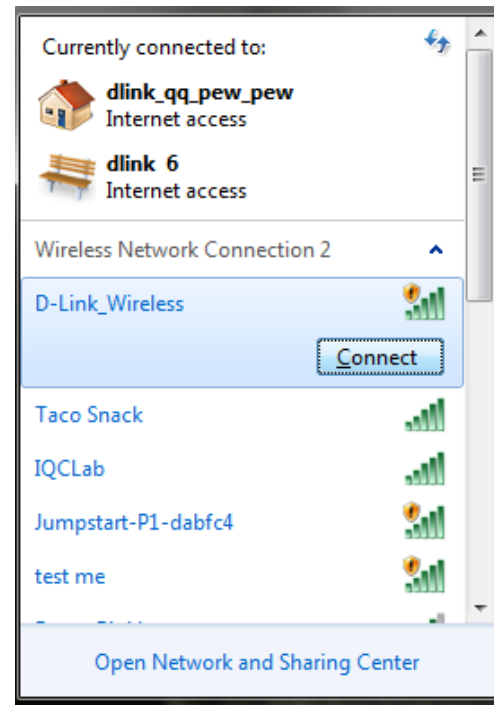 Currently connected to:
dlink_qq_pew_pew
Internet access
dlink 6
Internet access
Wireless Network Connection 2
D-Link_Wireless
Connect
Taco Snack
IQCLab
Jumpstart-P1-dabfc4
test me
Open Network and Sharing Center